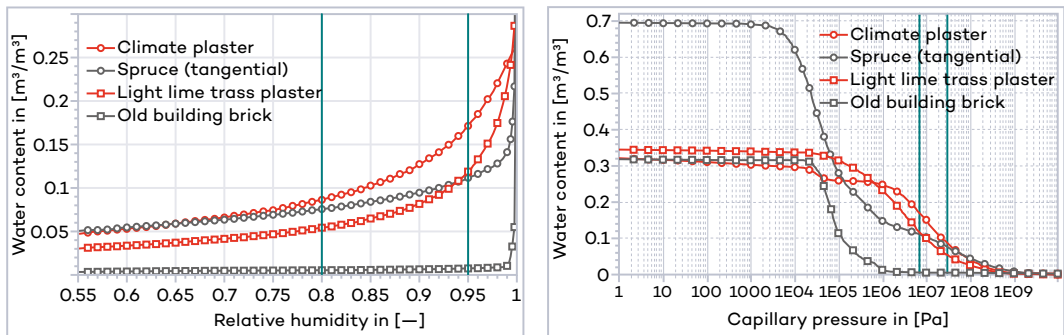 Water content in [m³/m³]
0.25
0.2
0.15
0.1
0.05
Climate plaster
Spruce (tangential)
Light lime trass plaster
Old building brick
0.55 0.6 0.65 0.7 0.75 0.8 0.85 0.9 0.95 1
Relative humidity in [—]
Water content in [m³/m³]
0.7
0.6
0.5
0.4
0.3
0.2
0.1
0
Climate plaster
Spruce (tangential)
Light lime trass plaster
Old building brick
1 10 100 1000 1E04 1E05 1E06 1E07 1E08 1E09
Capillary pressure in [Pa]